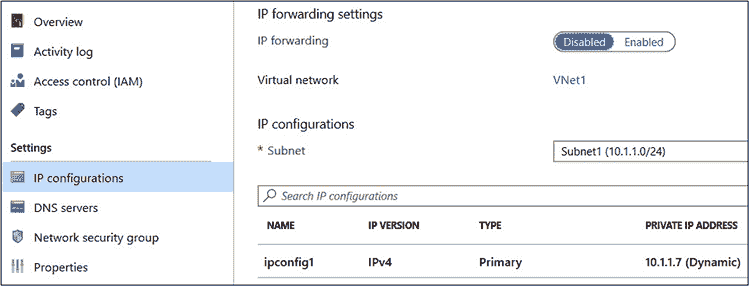 Overview
Activity log
Access control (IAM)
Tags
Settings
IP configurations
DNS servers
Network security group
Properties
IP forwarding settings
IP forwarding Disabled Enabled
Virtual network VNet1
IP configurations
* Subnet Subnet1 (10.1.1.0/24)
Search IP configurations
NAME IP VERSION TYPE PRIVATE IP ADDRESS
ipconfig1 IPv4 Primary 10.1.1.7 (Dynamic)